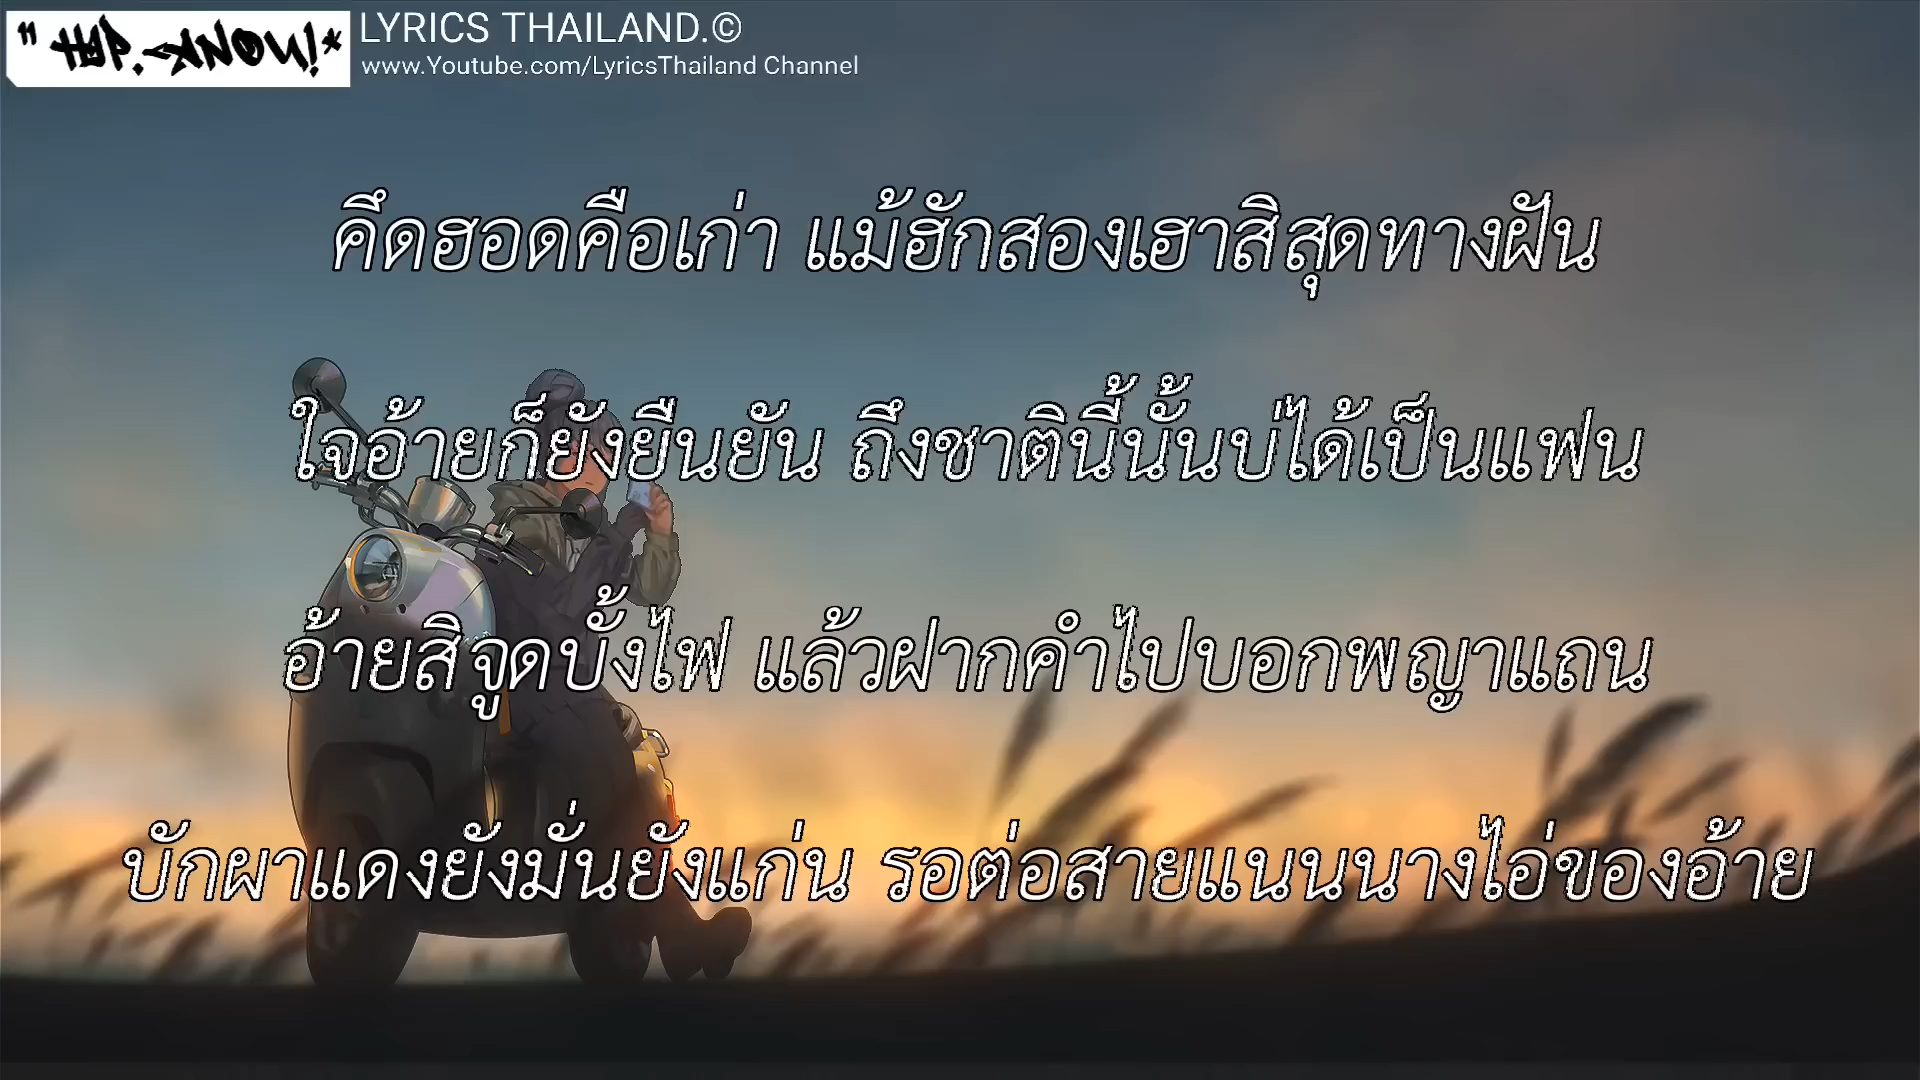 " HAP.-KNOW!*
LYRICS THAILAND.©
www.Youtube.com/LyricsThailand Channel
คึดฮอดคือเก่า แม้ฮักสองเฮาสิสุดทางฝัน
ใจอ้ายก็ยังยืนยัน ถึงชาตินี้นั้นบ่ได้เป็นแฟน
อ้ายสิจูดบั้งไฟ แล้วฝากคำไปบอกพญาแถน
บักผาแดงยังมั่นยังแก่น รอต่อสายแนนนางไอ่ของอ้าย